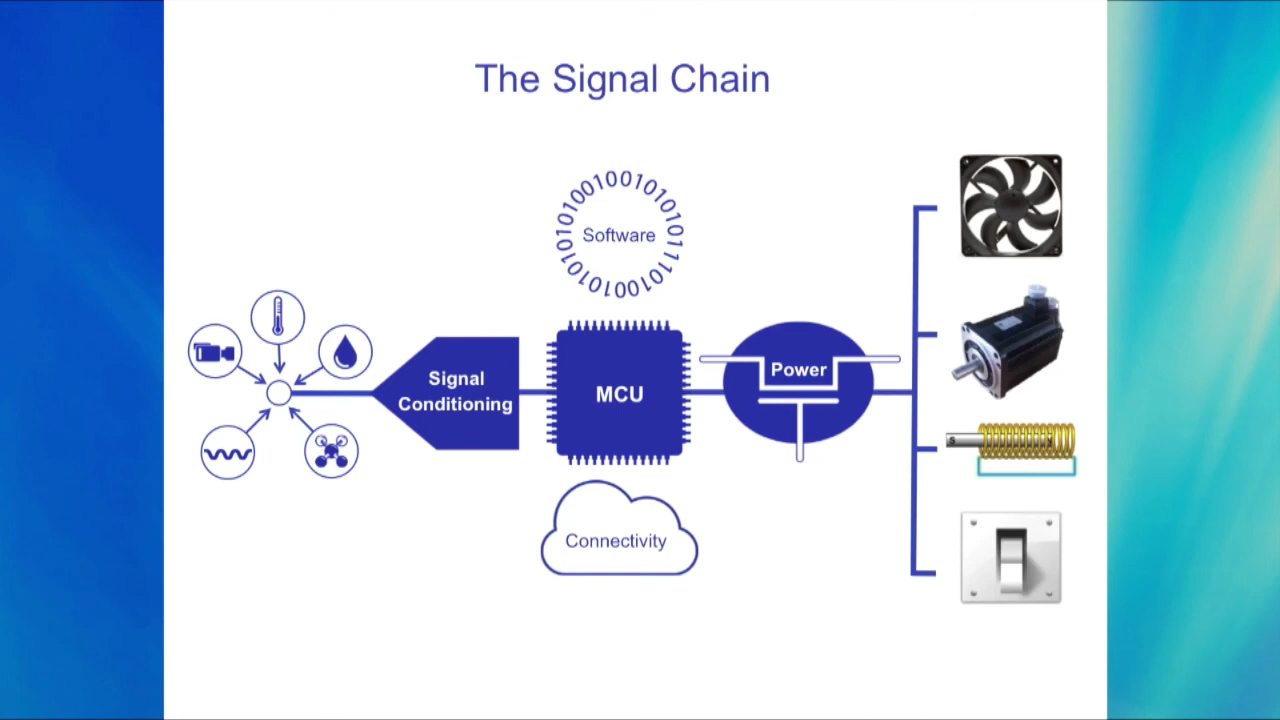 The Signal Chain
Software
Signal
Conditioning
MCU
Power
Connectivity
S